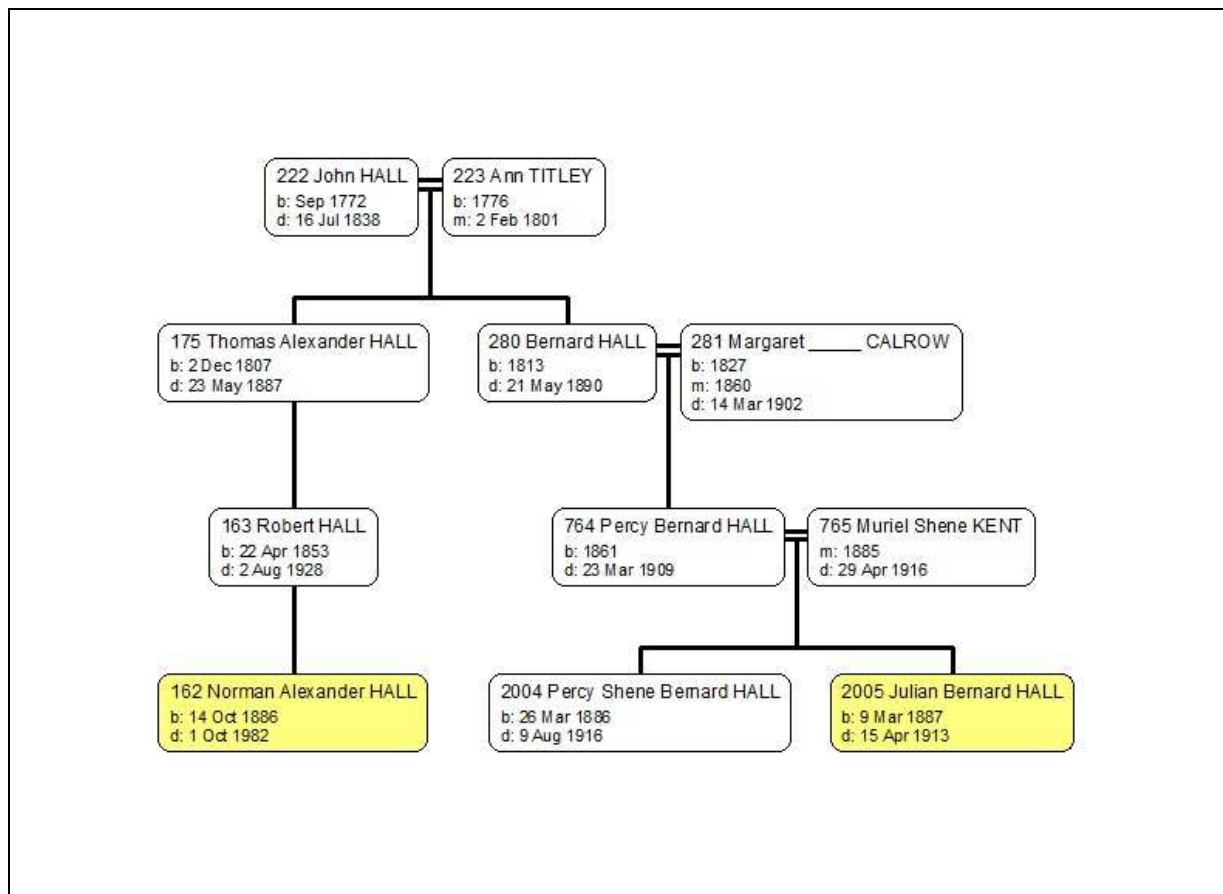 222 John HALL
b: Sep 1772
d: 16 Jul 1838
223 Ann TITLEY
b: 1776
m: 2 Feb 1801
175 Thomas Alexander HALL
b: 2 Dec 1807
d: 23 May 1887
280 Bernard HALL
b: 1813
d: 21 May 1890
281 Margaret _____ CALROW
b: 1827
m: 1860
d: 14 Mar 1902
163 Robert HALL
b: 22 Apr 1853
d: 2 Aug 1928
764 Percy Bernard HALL
b: 1861
d: 23 Mar 1909
765 Muriel Shene KENT
m: 1885
d: 29 Apr 1916
162 Norman Alexander HALL
b: 14 Oct 1886
d: 1 Oct 1982
2004 Percy Shene Bernard HALL
b: 26 Mar 1886
d: 9 Aug 1916
2005 Julian Bernard HALL
b: 9 Mar 1887
d: 15 Apr 1913